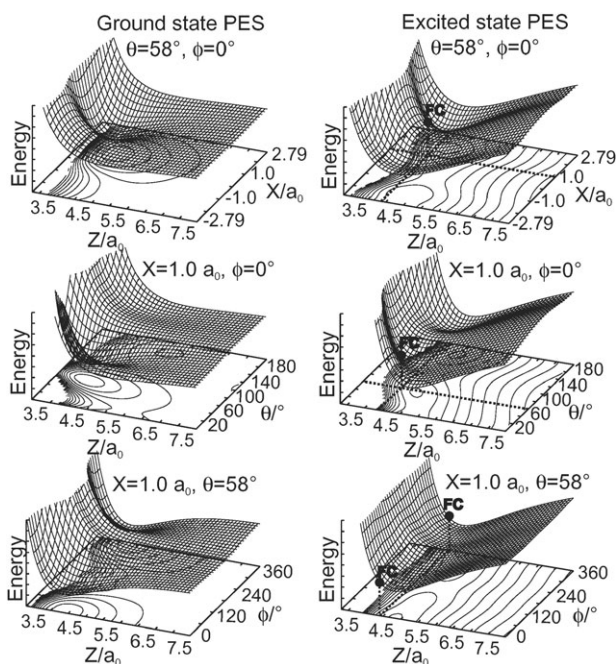 Ground state PES
θ=58°, ϕ=0°
Energy
3.5 4.5 5.5 6.5 7.5
Z/a₀
-2.79 -1.0 1.0 2.79
X/a₀
Excited state PES
θ=58°, ϕ=0°
FC
Energy
3.5 4.5 5.5 6.5 7.5
Z/a₀
-2.79 -1.0 1.0 2.79
X/a₀
X=1.0 a₀, ϕ=0°
Energy
3.5 4.5 5.5 6.5 7.5
Z/a₀
20 60 100 140 180
θ/°
X=1.0 a₀, ϕ=0°
FC
Energy
3.5 4.5 5.5 6.5 7.5
Z/a₀
20 60 100 140 180
θ/°
X=1.0 a₀, θ=58°
Energy
3.5 4.5 5.5 6.5 7.5
Z/a₀
0 120 240 360
ϕ/°
X=1.0 a₀, θ=58°
FC
FC
Energy
3.5 4.5 5.5 6.5 7.5
Z/a₀
0 120 240 360
ϕ/°